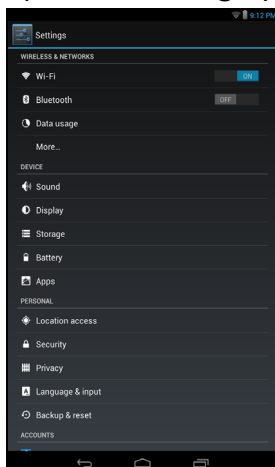 9:12 PM
Settings
WIRELESS & NETWORKS
Wi-Fi ON
Bluetooth OFF
Data usage
More...
DEVICE
Sound
Display
Storage
Battery
Apps
PERSONAL
Location access
Security
Privacy
A Language & input
Backup & reset
ACCOUNTS